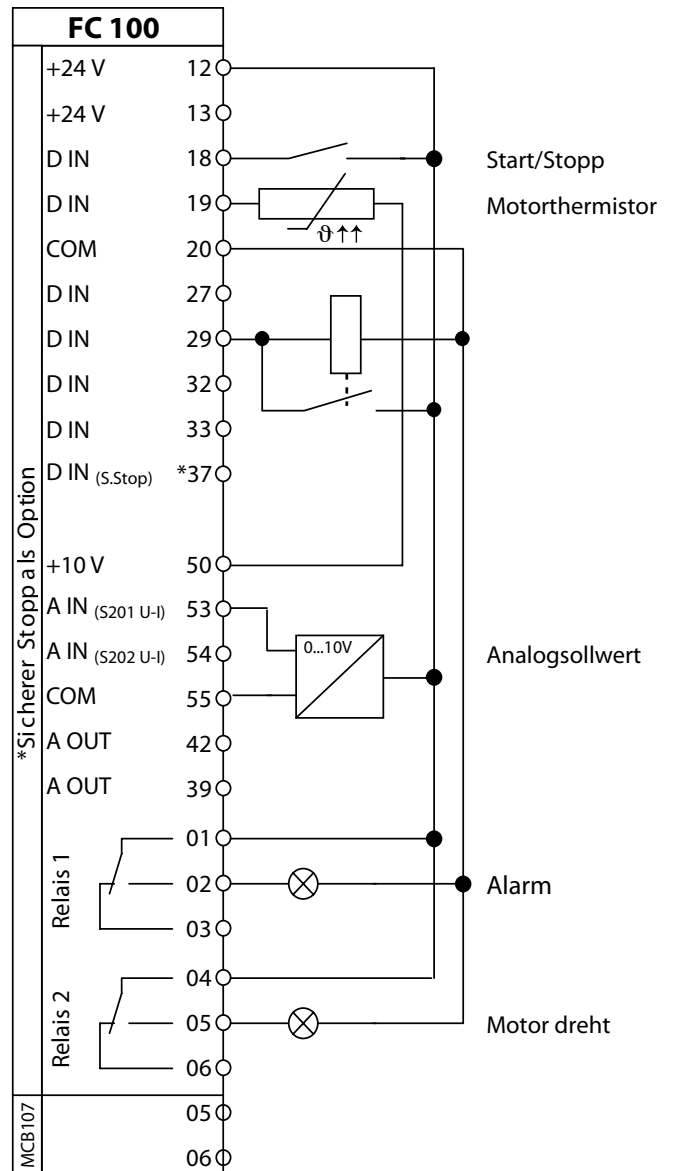 FC 100
+24 V 12
+24 V 13
D IN 18 Start/Stopp
D IN 19 Motorthermistor
ϑ↑↑
COM 20
D IN 27
D IN 29
D IN 32
D IN 33
D IN (S.Stop) *37
*Sicherer Stopp als Option
+10 V 50
A IN (S201 U-I) 53
0...10V
A IN (S202 U-I) 54 Analogsollwert
COM 55
A OUT 42
A OUT 39
Relais 1
01
02 Alarm
03
Relais 2
04
05 Motor dreht
06
MCB107
05
06